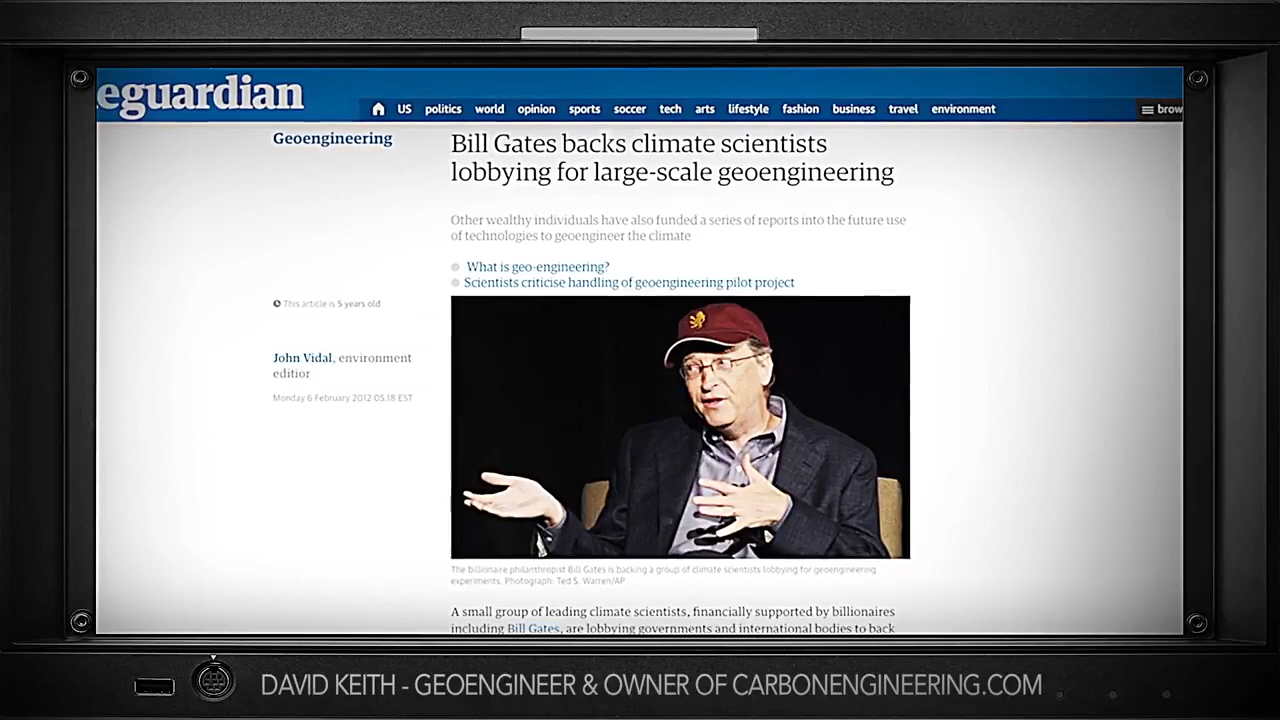 eguardian
US politics world opinion sports soccer tech arts lifestyle fashion business travel environment brow
Geoengineering
Bill Gates backs climate scientists
lobbying for large-scale geoengineering
Other wealthy individuals have also funded a series of reports into the future use
of technologies to geoengineer the climate
What is geo-engineering?
Scientists criticise handling of geoengineering pilot project
This article is 5 years old
John Vidal, environment
editior
Monday 6 February 2012 05.18 EST
The billionaire philanthropist Bill Gates is backing a group of climate scientists lobbying for geoengineering
experiments. Photograph: Ted S. Warren/AP
A small group of leading climate scientists, financially supported by billionaires
including Bill Gates, are lobbying governments and international bodies to back
DAVID KEITH - GEOENGINEER & OWNER OF CARBONENGINEERING.COM